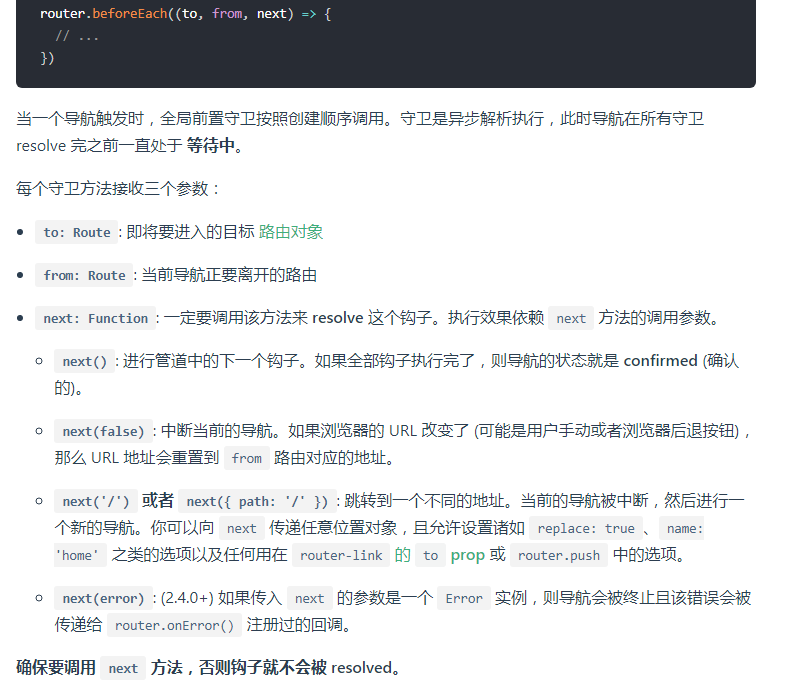 router.beforeEach((to, from, next) => {
// ...
})
当一个导航触发时，全局前置守卫按照创建顺序调用。守卫是异步解析执行，此时导航在所有守卫
resolve 完之前一直处于 等待中。
每个守卫方法接收三个参数：
• to: Route: 即将要进入的目标 路由对象
• from: Route: 当前导航正要离开的路由
• next: Function: 一定要调用该方法来 resolve 这个钩子。执行效果依赖 next 方法的调用参数。
◦ next(): 进行管道中的下一个钩子。如果全部钩子执行完了，则导航的状态就是 confirmed (确认
的)。
◦ next(false): 中断当前的导航。如果浏览器的 URL 改变了 (可能是用户手动或者浏览器后退按钮)，
那么 URL 地址会重置到 from 路由对应的地址。
◦ next('/') 或者 next({ path: '/' }): 跳转到一个不同的地址。当前的导航被中断，然后进行一
个新的导航。你可以向 next 传递任意位置对象，且允许设置诸如 replace: true、name:
'home' 之类的选项以及任何用在 router-link 的 to prop 或 router.push 中的选项。
◦ next(error): (2.4.0+) 如果传入 next 的参数是一个 Error 实例，则导航会被终止且该错误会被
传递给 router.onError() 注册过的回调。
确保要调用 next 方法，否则钩子就不会被 resolved。